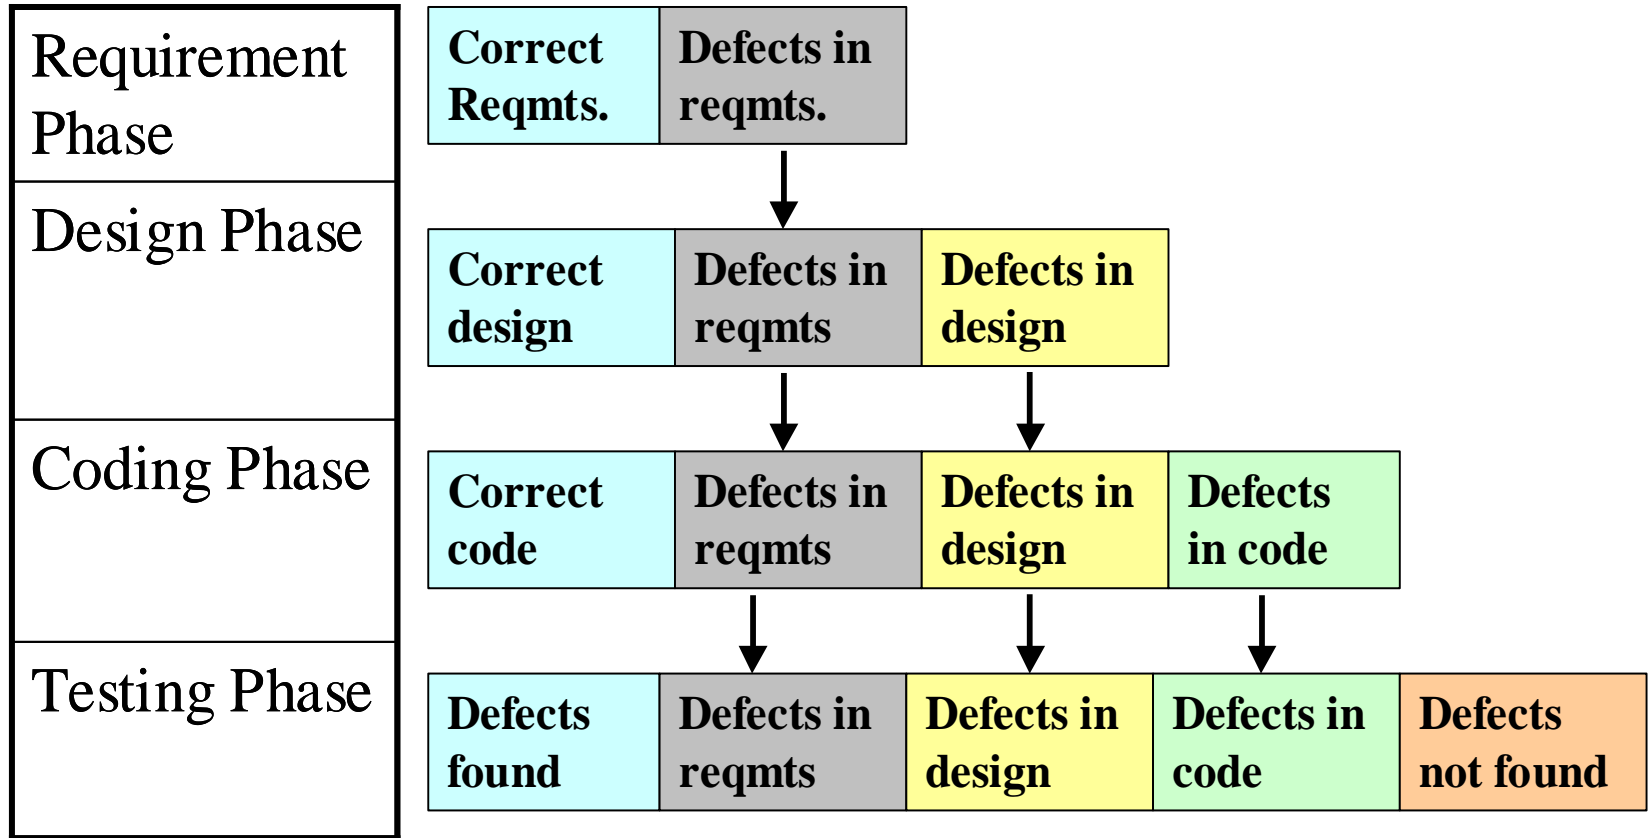 Requirement
Phase
Correct
Reqmts.
Defects in
reqmts.
Design Phase
Correct
design
Defects in
reqmts
Defects in
design
Coding Phase
Correct
code
Defects in
reqmts
Defects in
design
Defects
in code
Testing Phase
Defects
found
Defects in
reqmts
Defects in
design
Defects in
code
Defects
not found